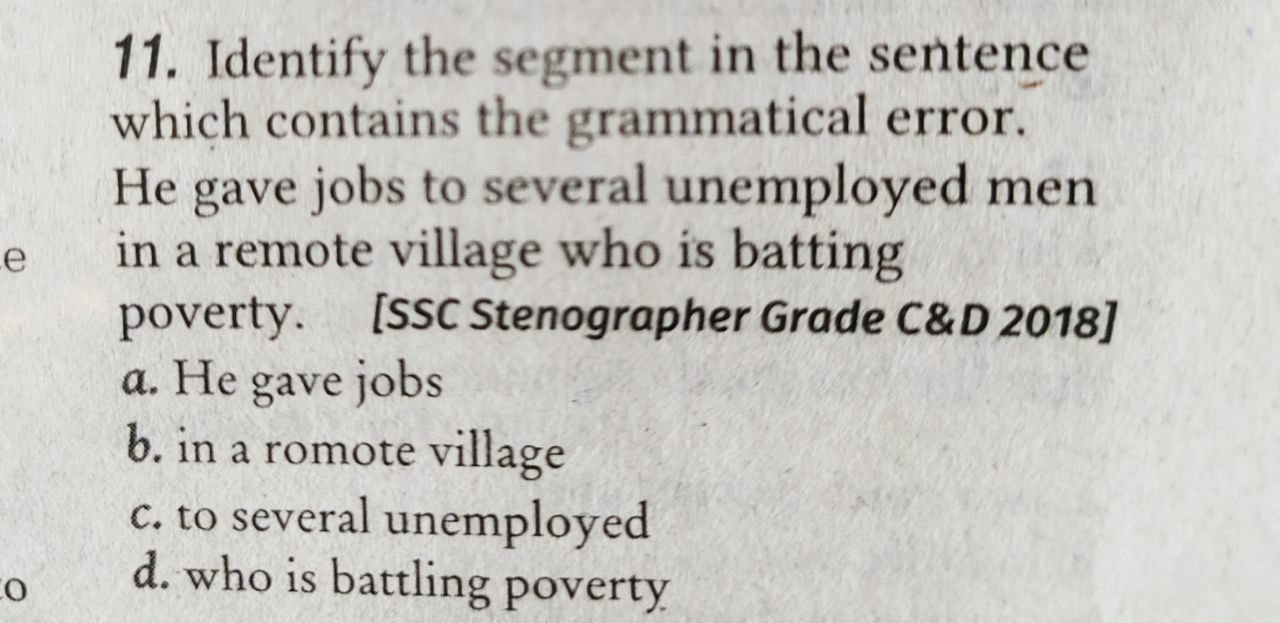 11. Identify the segment in the sentence
which contains the grammatical error.
He gave jobs to several unemployed men
in a remote village who is batting
poverty. [SSC Stenographer Grade C&D 2018]
a. He gave jobs
b. in a romote village
c. to several unemployed
d. who is battling poverty